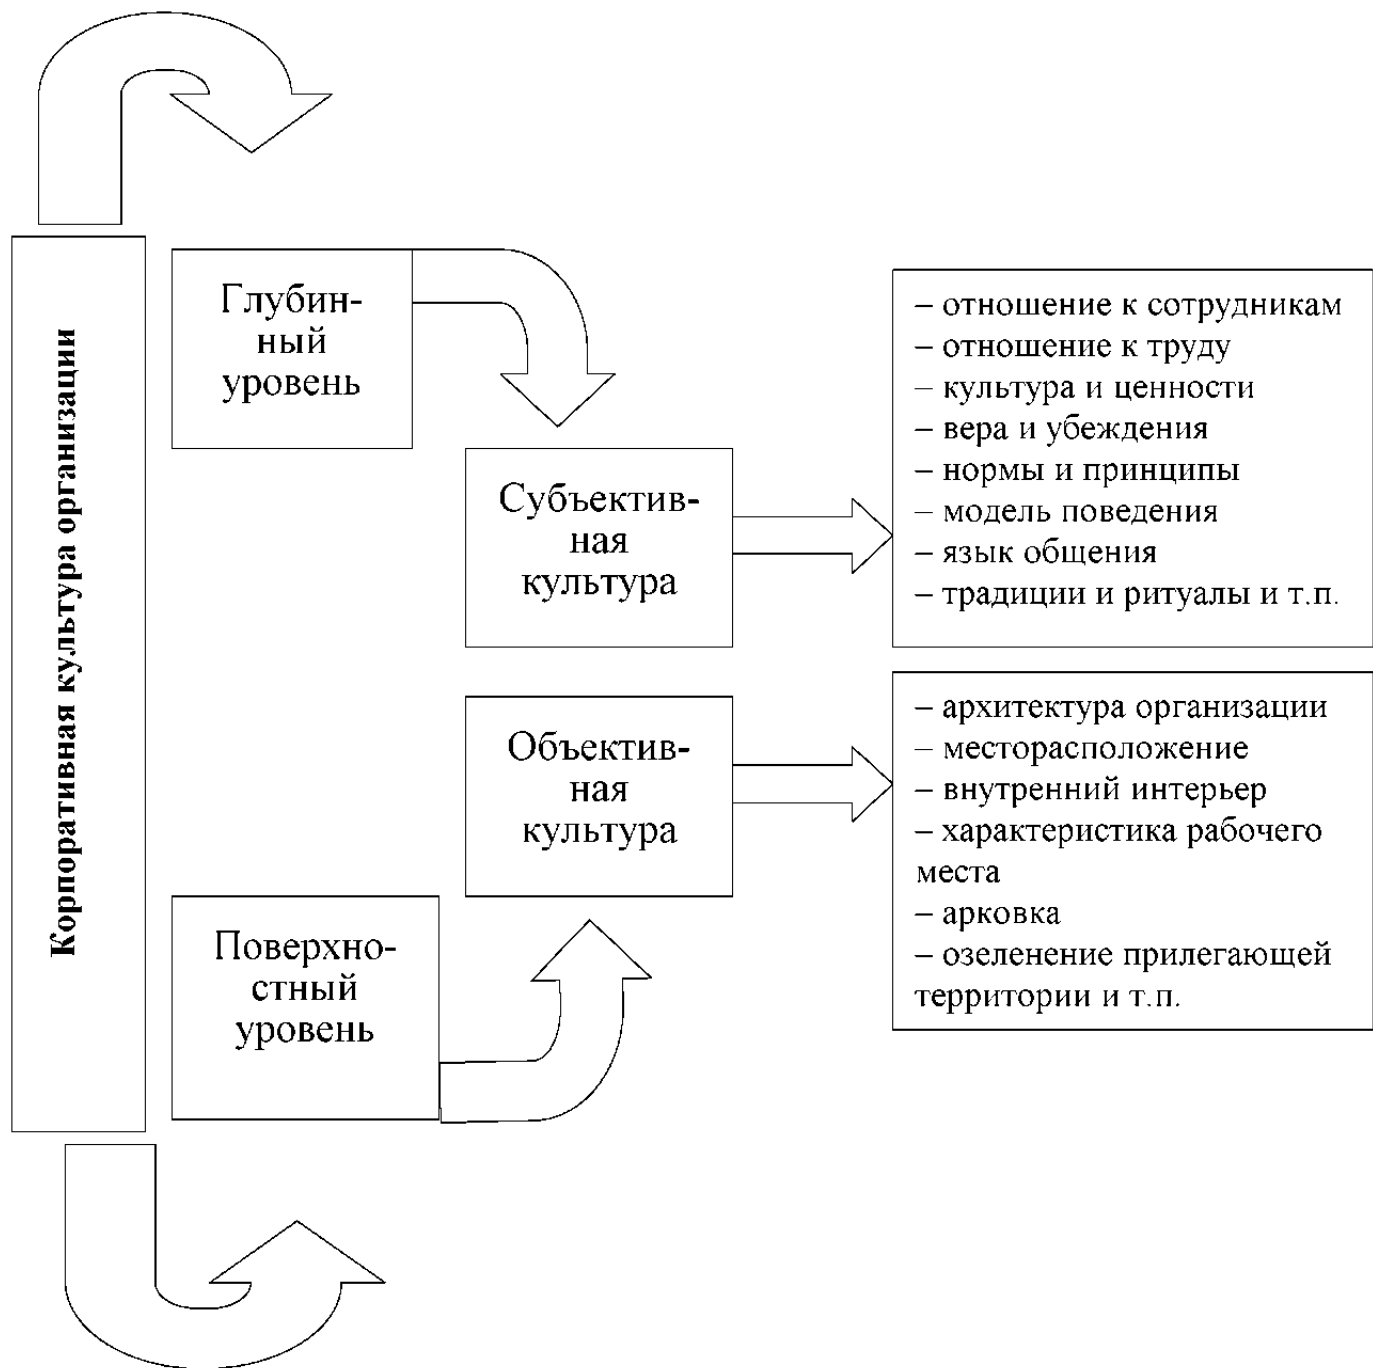 Корпоративная культура организации
Глубин-
ный
уровень
Субъектив-
ная
культура
– отношение к сотрудникам
– отношение к труду
– культура и ценности
– вера и убеждения
– нормы и принципы
– модель поведения
– язык общения
– традиции и ритуалы и т.п.
Поверхно-
стный
уровень
Объектив-
ная
культура
– архитектура организации
– месторасположение
– внутренний интерьер
– характеристика рабочего
места
– арковка
– озеленение прилегающей
территории и т.п.